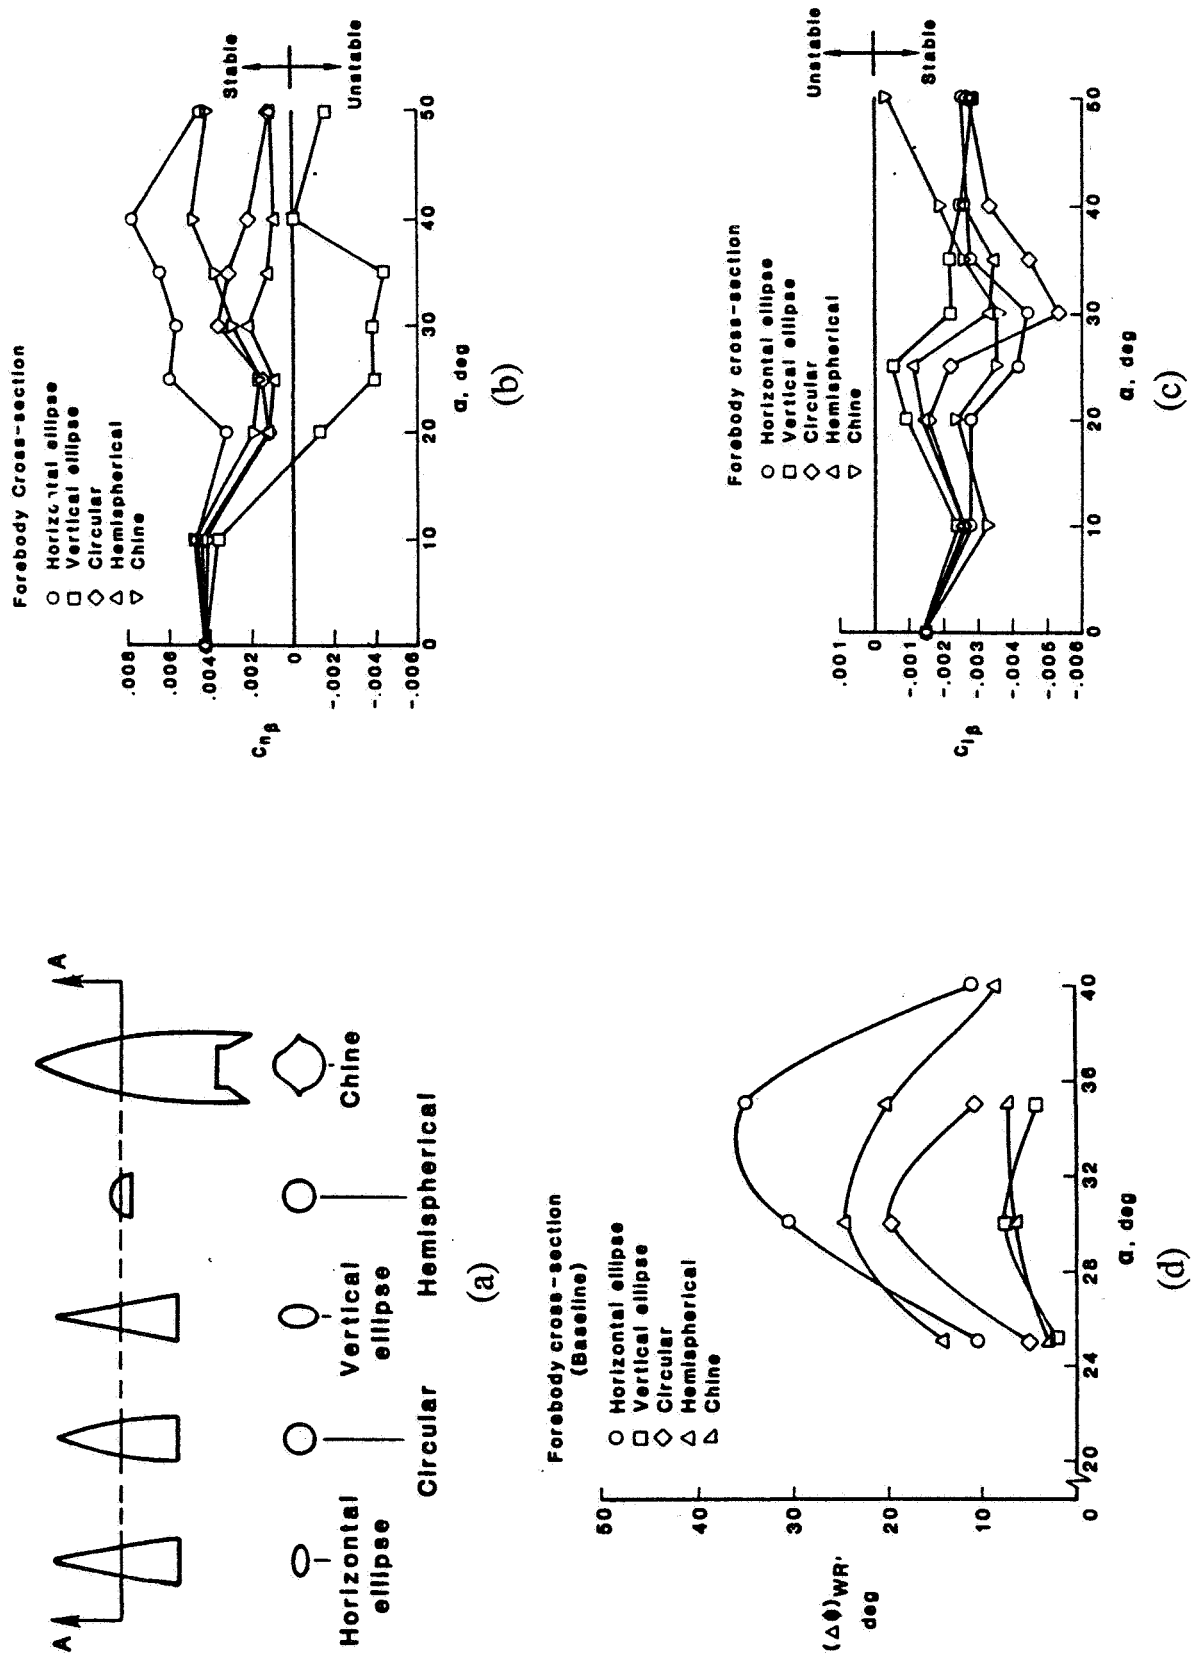 A
A
Horizontal
ellipse
Circular
Vertical
ellipse
Hemispherical
Chine
(a)
Forebody Cross-section
Horizontal ellipse
Vertical ellipse
Circular
Hemispherical
Chine
.008
.006
.004
.002
0
-.002
-.004
-.006
Cnβ
0
10
20
30
40
50
α, deg
Stable
Unstable
(b)
Forebody cross-section
Horizontal ellipse
Vertical ellipse
Circular
Hemispherical
Chine
.001
0
-.001
-.002
-.003
-.004
-.005
-.006
Clβ
0
10
20
30
40
50
α, deg
Unstable
Stable
(c)
Forebody cross-section
(Baseline)
Horizontal ellipse
Vertical ellipse
Circular
Hemispherical
Chine
50
40
30
20
10
0
(Δϕ)WR'
deg
20
24
28
32
36
40
α, deg
(d)